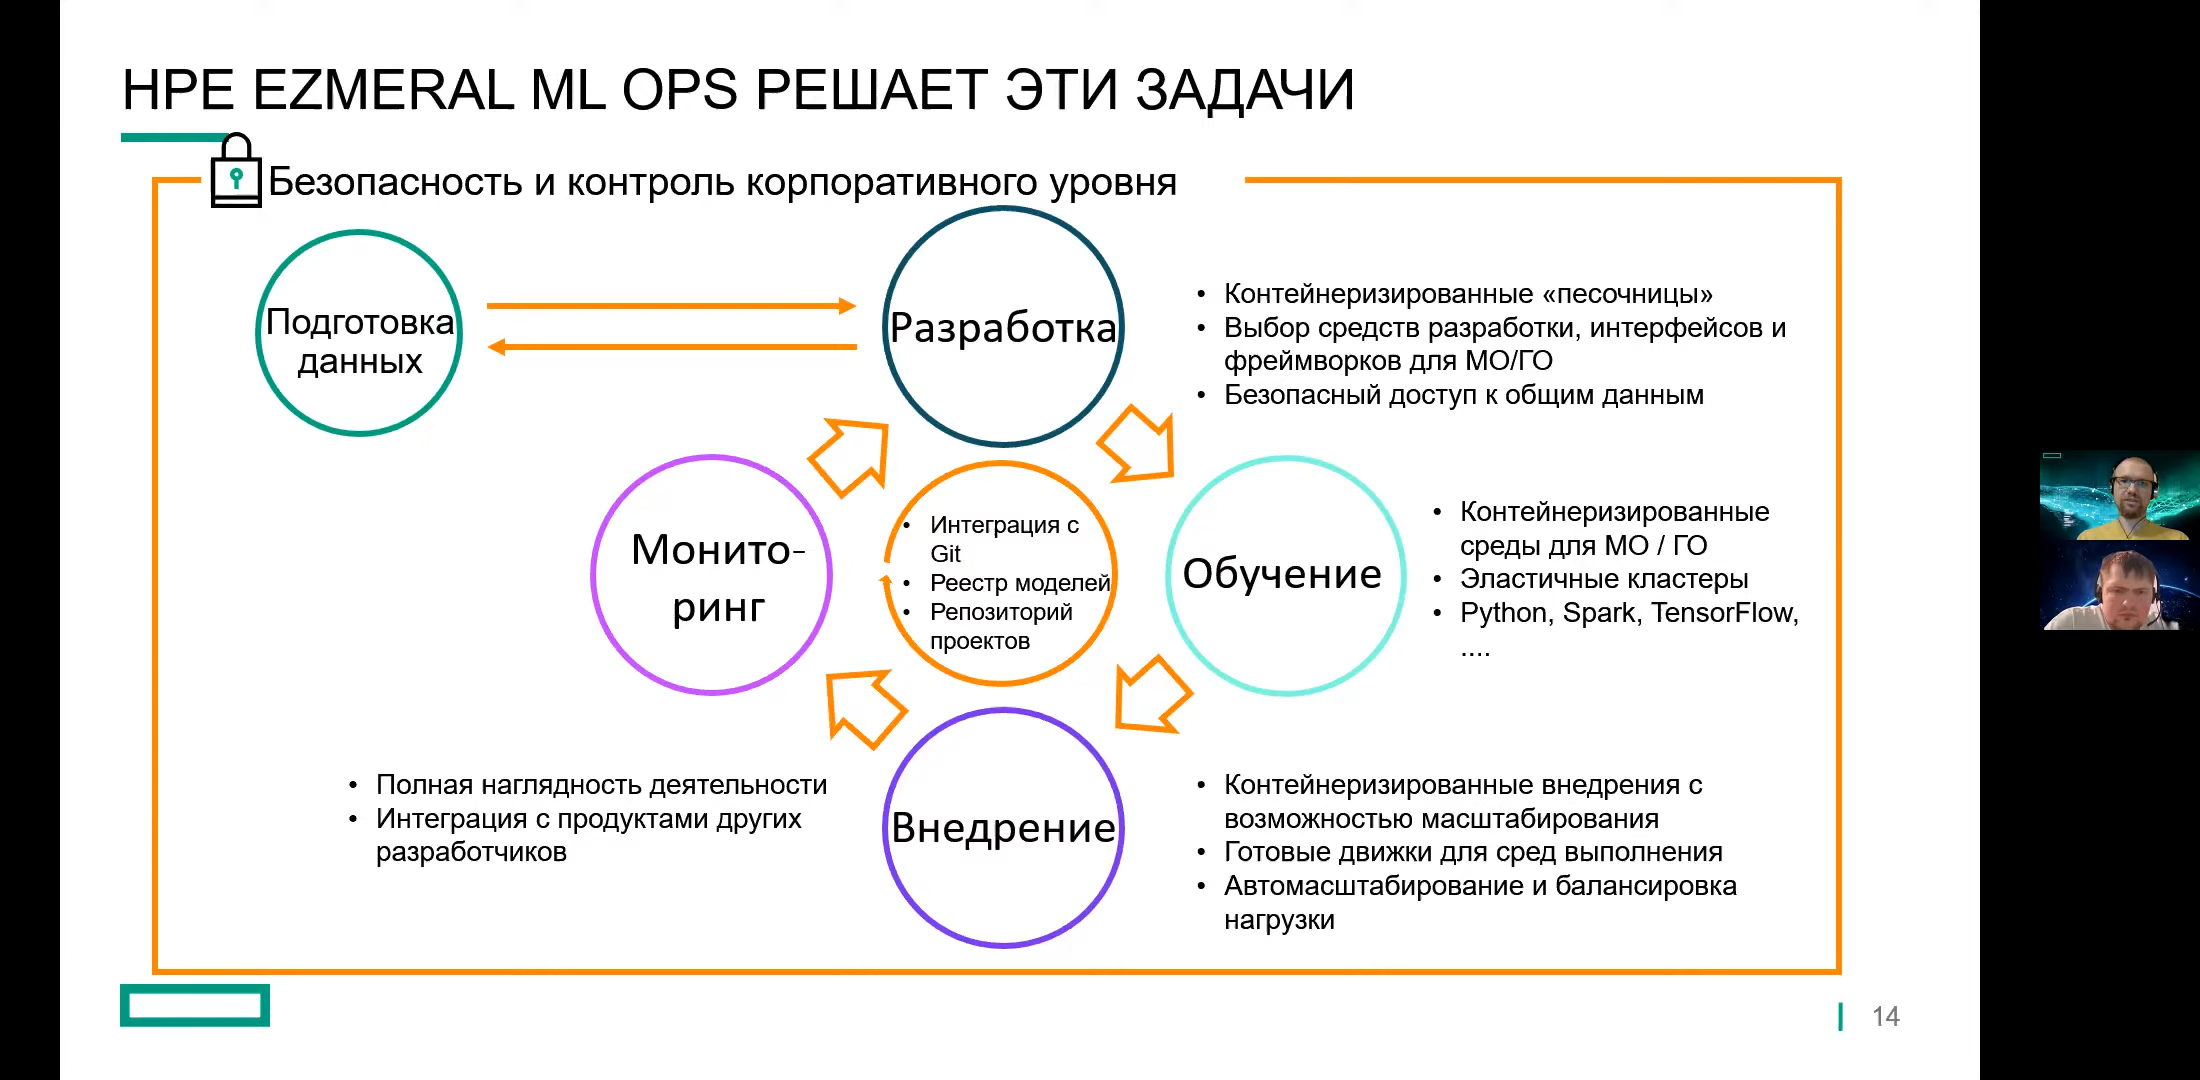 HPE EZMERAL ML OPS РЕШАЕТ ЭТИ ЗАДАЧИ
Безопасность и контроль корпоративного уровня
Подготовка
данных
Разработка
• Контейнеризированные «песочницы»
• Выбор средств разработки, интерфейсов и
фреймворков для МО/ГО
• Безопасный доступ к общим данным
Монито-
ринг
• Интеграция с
Git
• Реестр моделей
• Репозиторий
проектов
Обучение
• Контейнеризированные
среды для МО / ГО
• Эластичные кластеры
• Python, Spark, TensorFlow,
....
• Полная наглядность деятельности
• Интеграция с продуктами других
разработчиков
Внедрение
• Контейнеризированные внедрения с
возможностью масштабирования
• Готовые движки для сред выполнения
• Автомасштабирование и балансировка
нагрузки
14